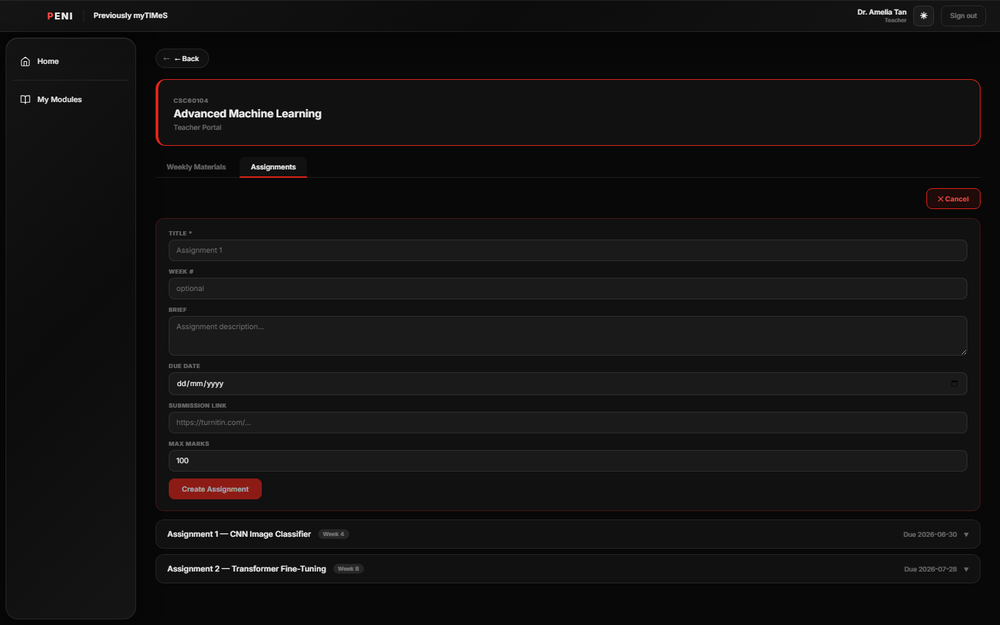 PENI
Previously myTIMeS
Dr. Amelia Tan
Teacher
Sign out
Home
My Modules
← ← Back
CSC60104
Advanced Machine Learning
Teacher Portal
Weekly Materials
Assignments
Cancel
TITLE *
Assignment 1
WEEK #
optional
BRIEF
Assignment description...
DUE DATE
dd/mm/yyyy
SUBMISSION LINK
https://turnitin.com/...
MAX MARKS
100
Create Assignment
Assignment 1 — CNN Image Classifier Week 4 Due 2026-06-30 ▼
Assignment 2 — Transformer Fine-Tuning Week 8 Due 2026-07-28 ▼